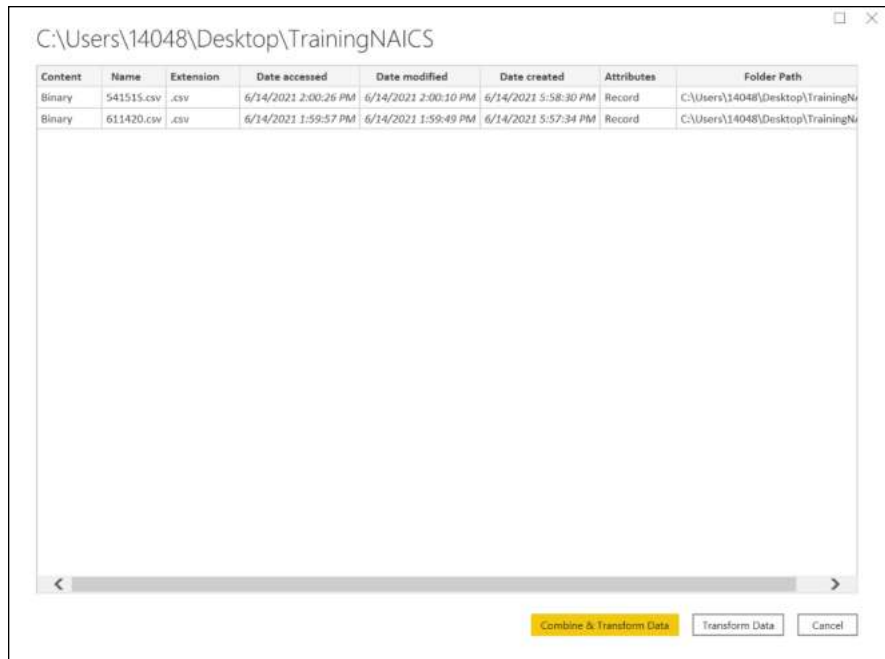 C:\Users\14048\Desktop\TrainingNAICS
Content Name Extension Date accessed Date modified Date created Attributes Folder Path
Binary 541515.csv .csv 6/14/2021 2:00:26 PM 6/14/2021 2:00:10 PM 6/14/2021 5:58:30 PM Record C:\Users\14048\Desktop\TrainingN
Binary 611420.csv .csv 6/14/2021 1:59:57 PM 6/14/2021 1:59:49 PM 6/14/2021 5:57:34 PM Record C:\Users\14048\Desktop\TrainingN
Combine & Transform Data Transform Data Cancel